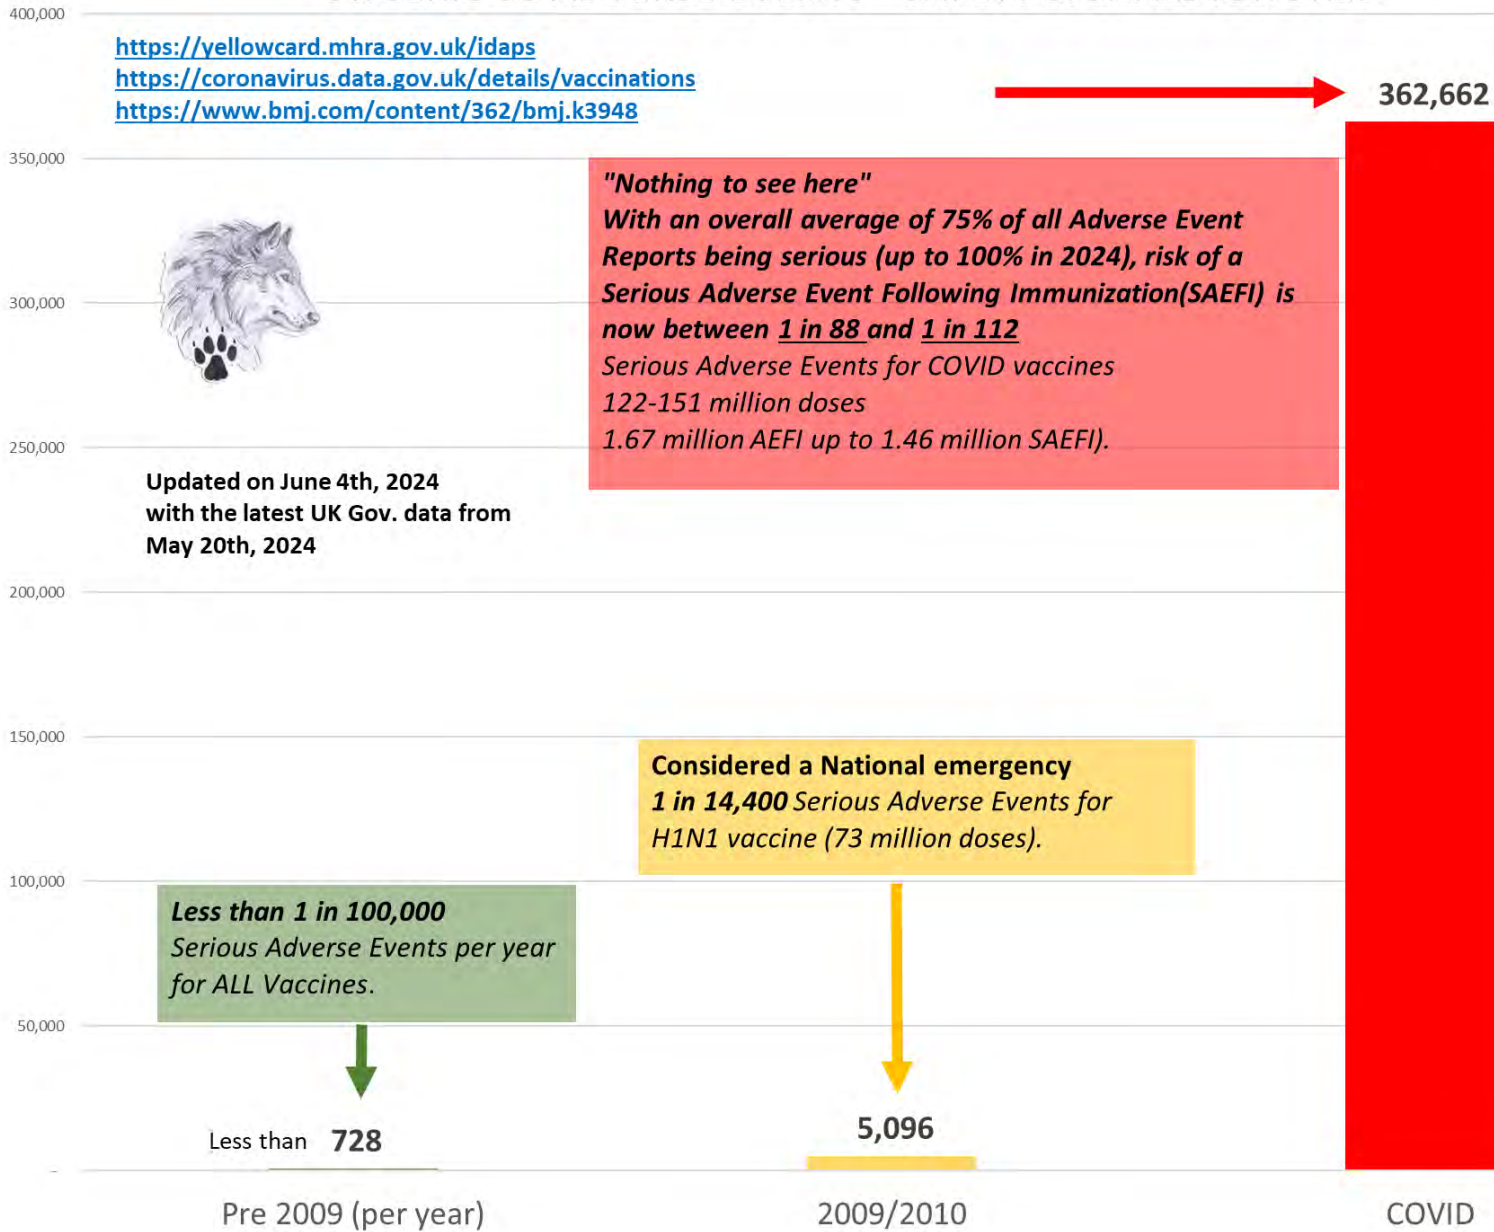 400,000
https://yellowcard.mhra.gov.uk/idaps
https://coronavirus.data.gov.uk/details/vaccinations
https://www.bmj.com/content/362/bmj.k3948
362,662
350,000
"Nothing to see here"
With an overall average of 75% of all Adverse Event
Reports being serious (up to 100% in 2024), risk of a
Serious Adverse Event Following Immunization(SAEFI) is
now between 1 in 88 and 1 in 112
Serious Adverse Events for COVID vaccines
122-151 million doses
1.67 million AEFI up to 1.46 million SAEFI).
300,000
250,000
Updated on June 4th, 2024
with the latest UK Gov. data from
May 20th, 2024
200,000
150,000
Considered a National emergency
1 in 14,400 Serious Adverse Events for
H1N1 vaccine (73 million doses).
100,000
Less than 1 in 100,000
Serious Adverse Events per year
for ALL Vaccines.
50,000
Less than 728
5,096
-
Pre 2009 (per year)
2009/2010
COVID